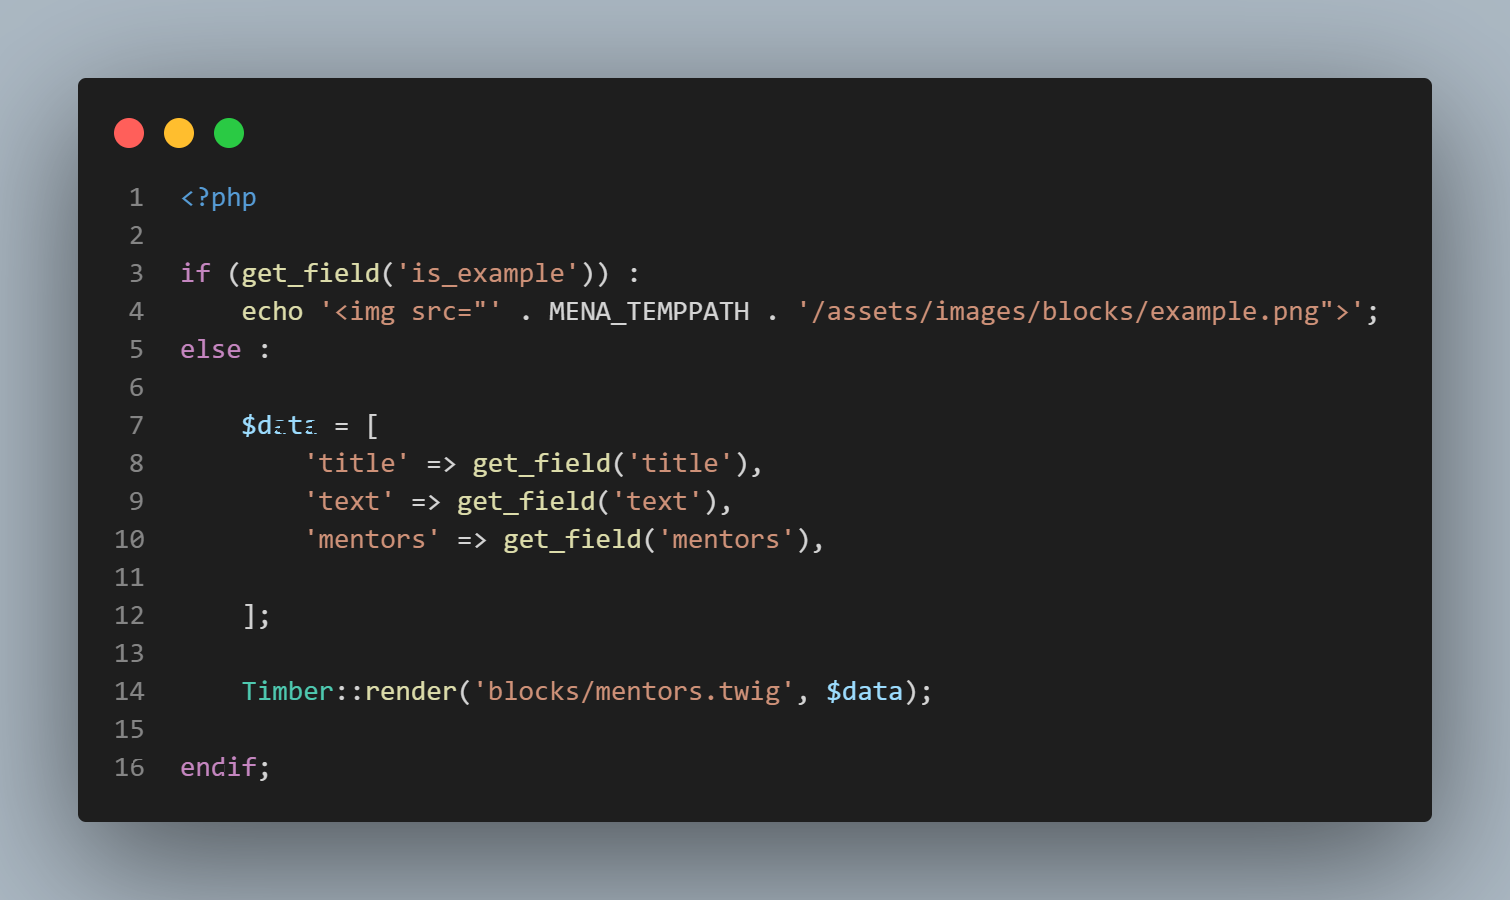 1 <?php
2
3 if (get_field('is_example')) :
4     echo '<img src="' . MENA_TEMPPATH . '/assets/images/blocks/example.png">';
5 else :
6
7     $data = [
8         'title' => get_field('title'),
9         'text' => get_field('text'),
10         'mentors' => get_field('mentors'),
11
12     ];
13
14     Timber::render('blocks/mentors.twig', $data);
15
16 endif;